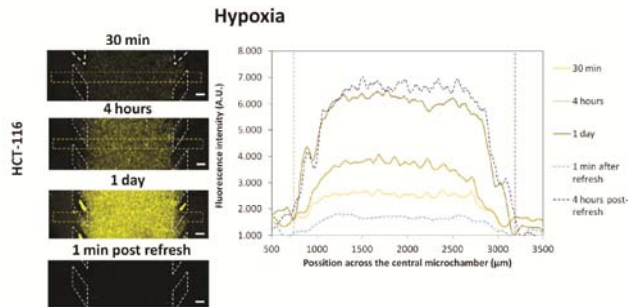 Hypoxia
30 min
4 hours
1 day
1 min post refresh
HCT-116
Fluorescence intensity (A.U.)
8.000
7.000
6.000
5.000
4.000
3.000
2.000
1.000
500
1000
1500
2000
2500
3000
3500
Possition across the central microchamber (μm)
30 min
4 hours
1 day
1 min after
refresh
4 hours post-
refresh